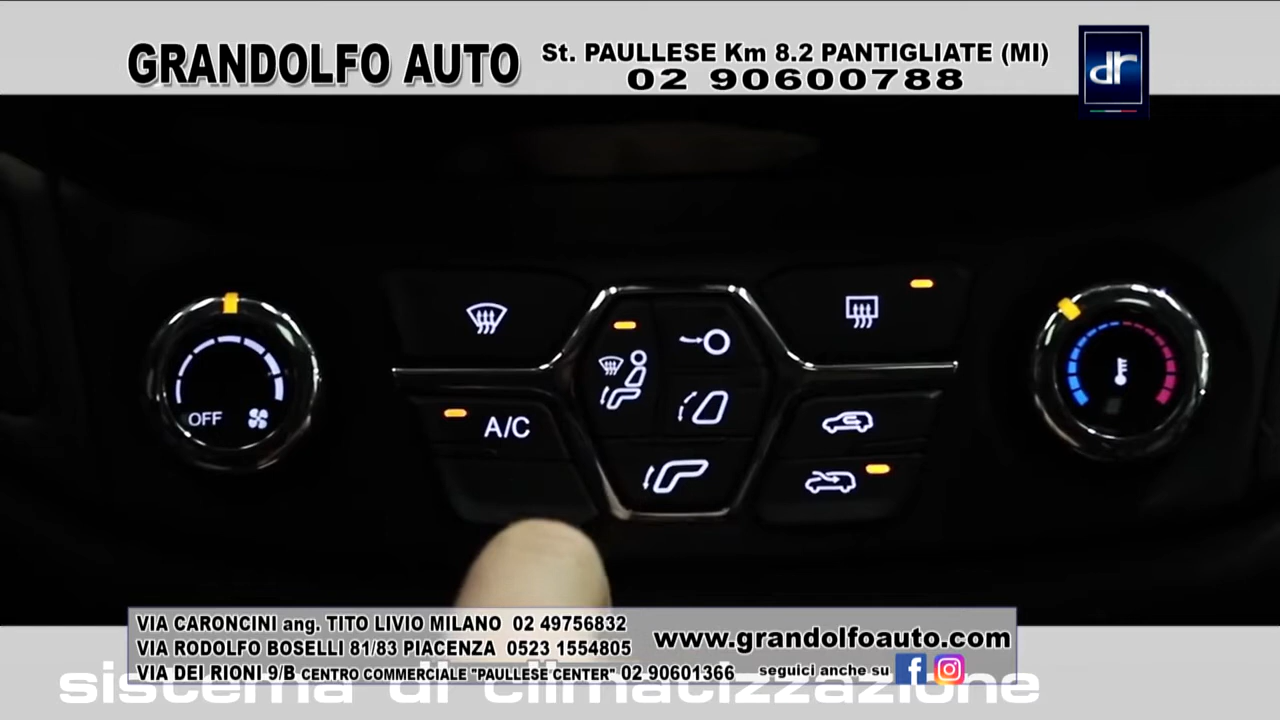 GRANDOLFO AUTO
St. PAULLESE Km 8.2 PANTIGLIATE (MI)
02 90600788
dr
OFF
A/C
VIA CARONCINI ang. TITO LIVIO MILANO 02 49756832
VIA RODOLFO BOSELLI 81/83 PIACENZA 0523 1554805
VIA DEI RIONI 9/B CENTRO COMMERCIALE "PAULLESE CENTER" 02 90601366
www.grandolfoauto.com
seguici anche su
sistema di climatizzazione